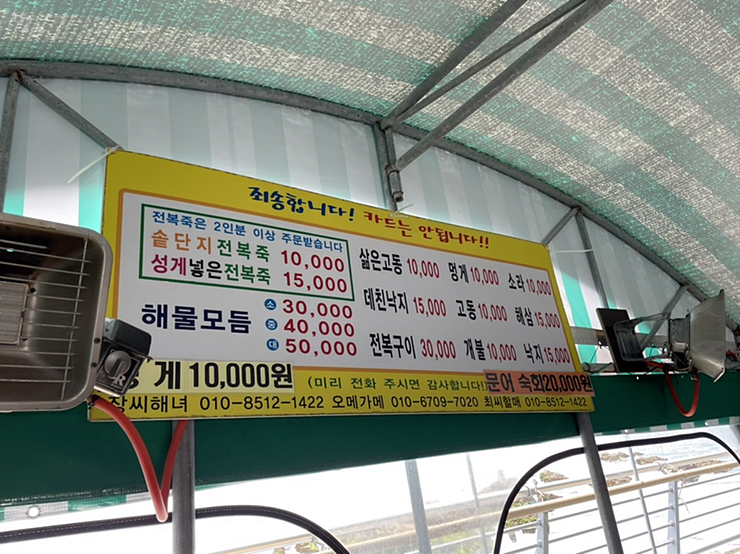 죄송합니다! 카드는 안됩니다!!
전복죽은 2인분 이상 주문받습니다
솥단지전복죽 10,000
성게넣은전복죽 15,000
해물모듬
소 30,000
중 40,000
대 50,000
삶은고동 10,000 멍게 10,000 소라 10,000
데친낙지 15,000 고동 10,000 해삼 15,000
전복구이 30,000 개불 10,000 낙지 15,000
게 10,000원
(미리 전화 주시면 감사합니다!)
문어 숙회20,000원
장씨해녀 010-8512-1422 오메가메 010-6709-7020 최씨할매 010-8512-1422